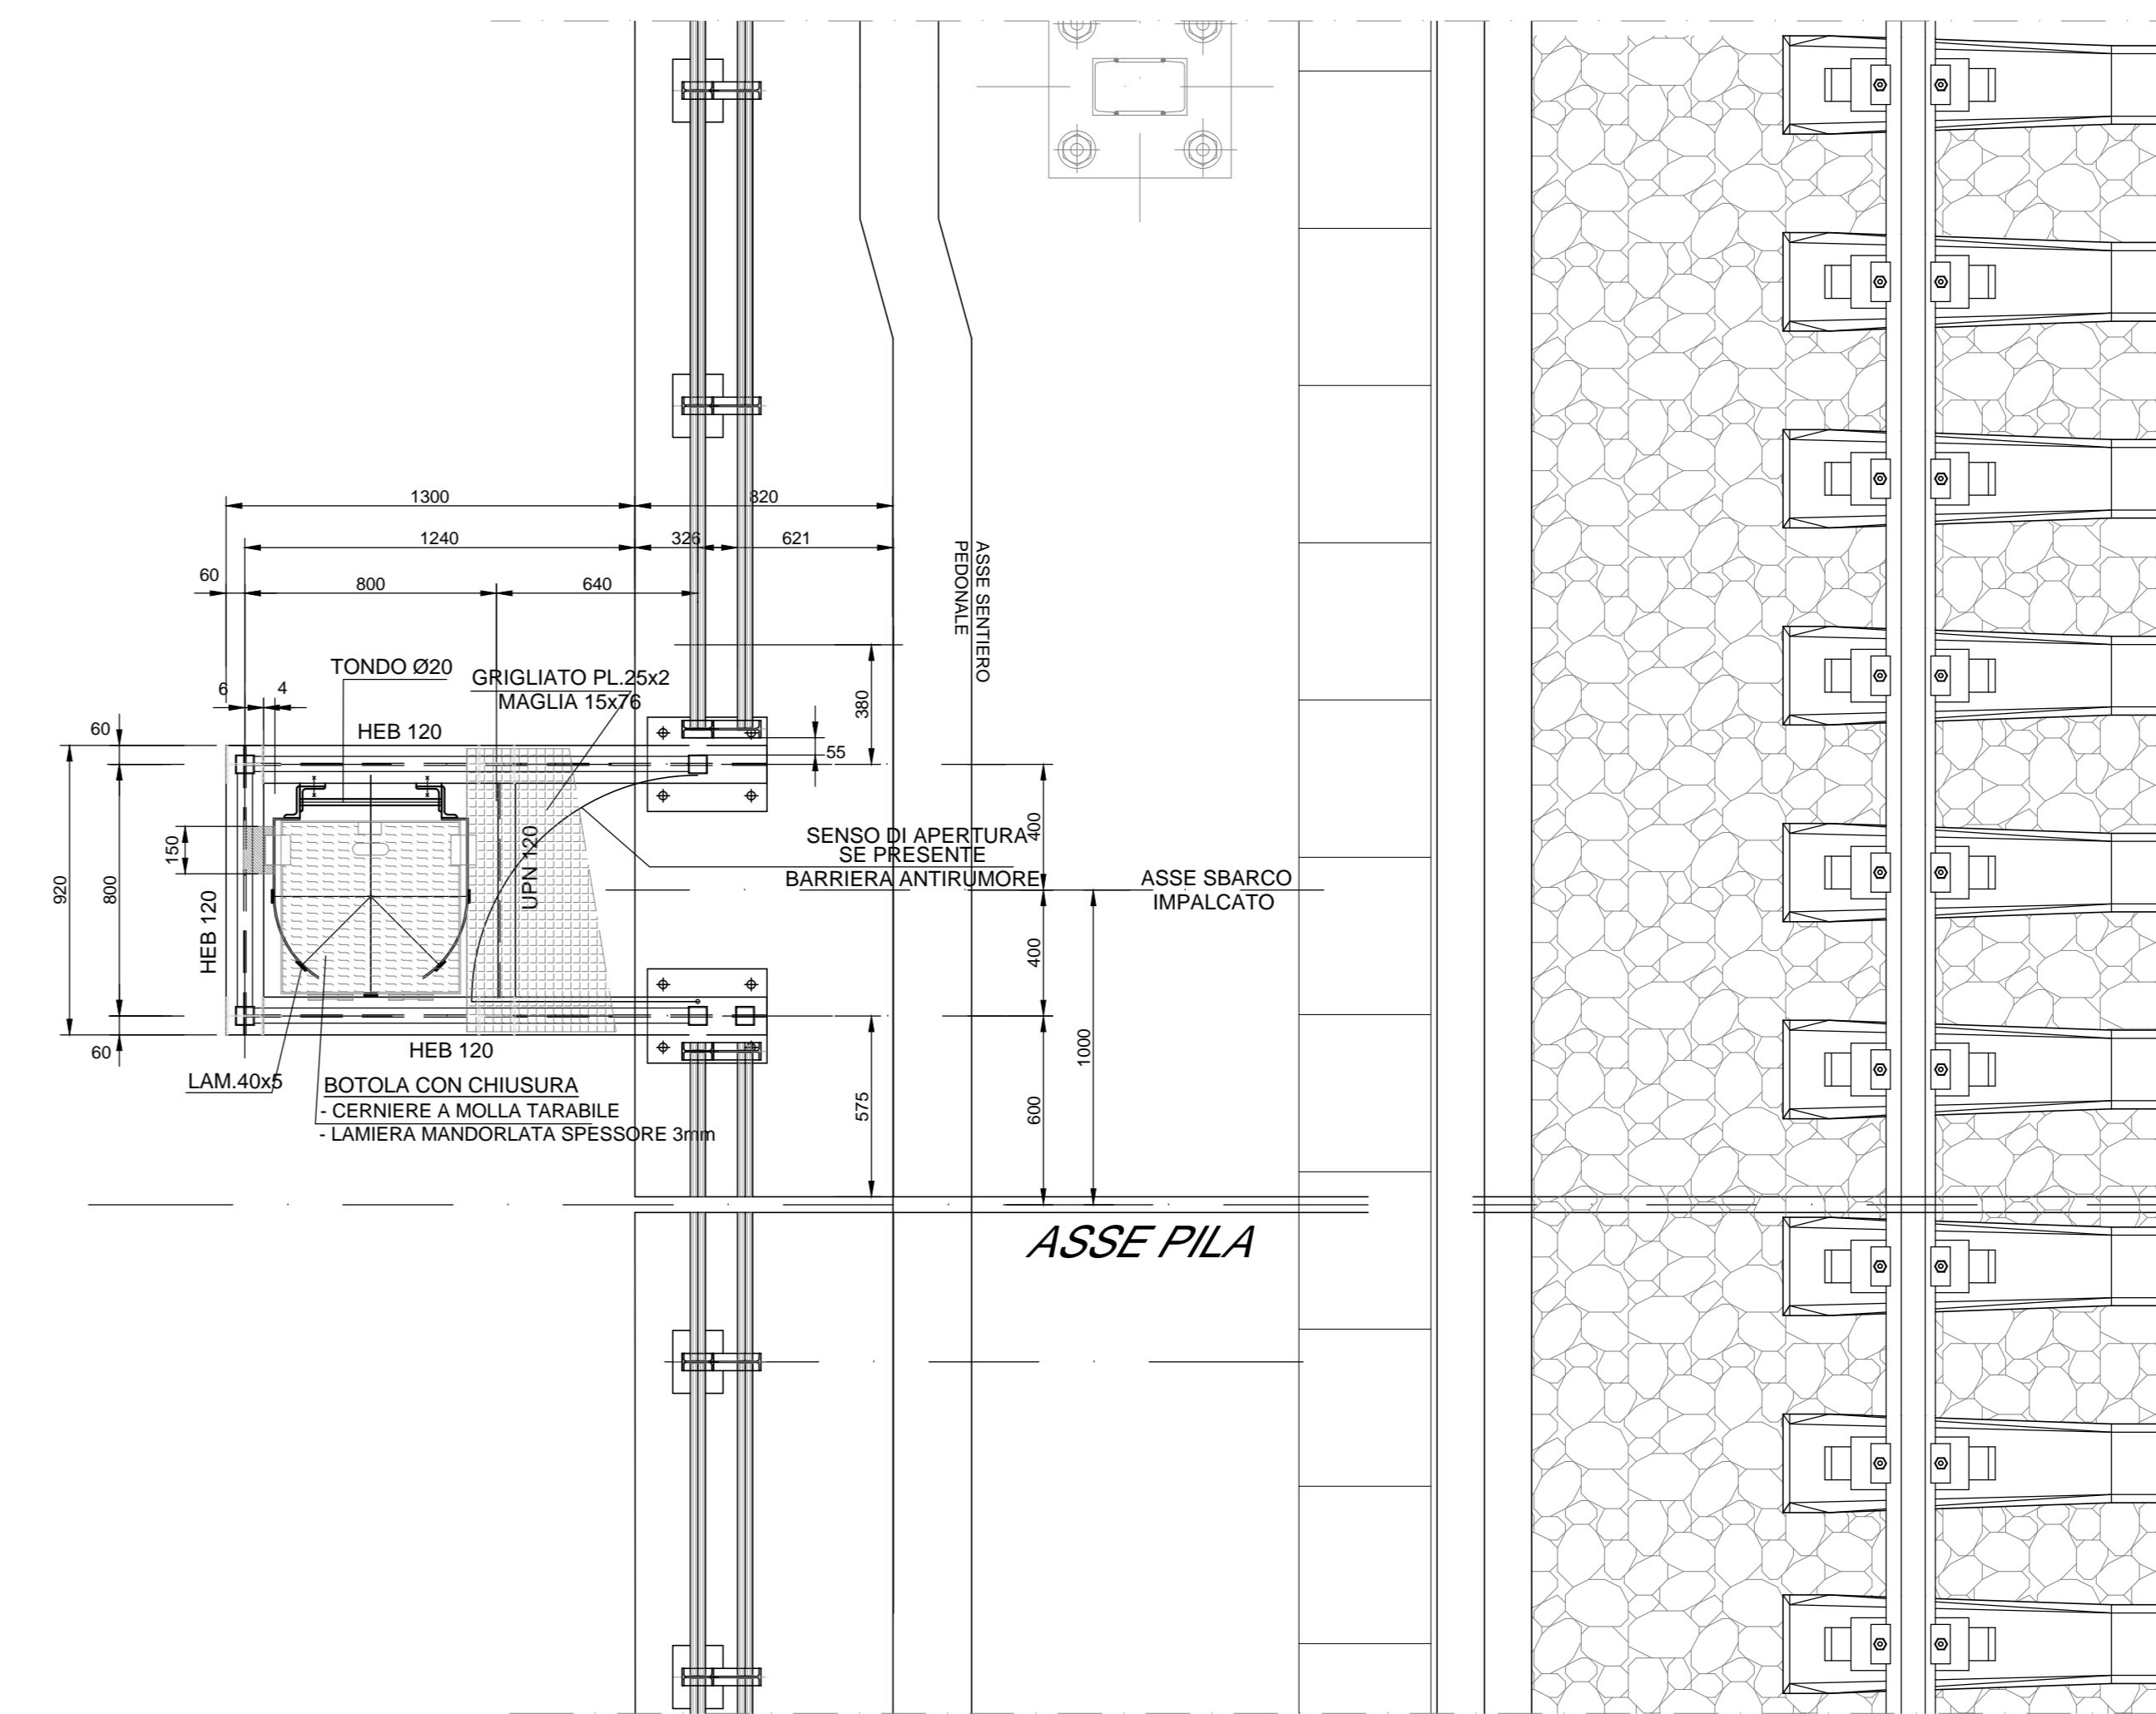 1300
820
1240
326
621
60
800
640
ASSE SENTIERO
PEDONALE
TONDO Ø20
GRIGLIATO PL.25x2
MAGLIA 15x76
6
4
380
60
HEB 120
55
150
920
800
HEB 120
UPN 120
SENSO DI APERTURA
SE PRESENTE
BARRIERA ANTIRUMORE
400
ASSE SBARCO
IMPALCATO
400
60
HEB 120
1000
LAM.40x5
BOTOLA CON CHIUSURA
- CERNIERE A MOLLA TARABILE
- LAMIERA MANDORLATA SPESSORE 3mm
575
600
ASSE PILA